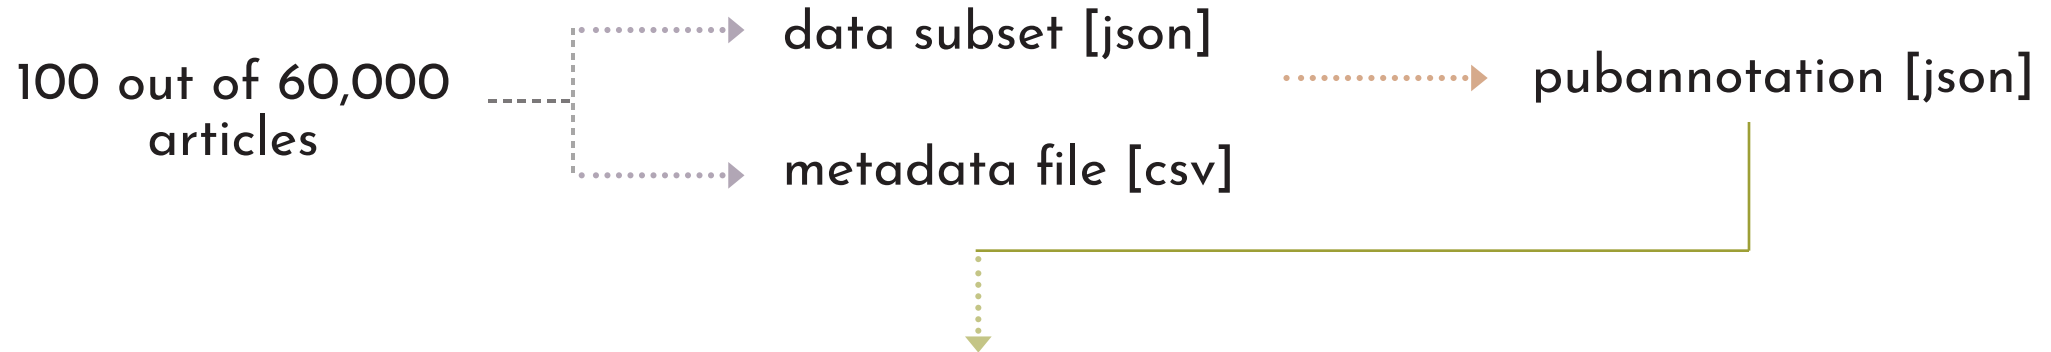 100 out of 60,000
articles
data subset [json]
metadata file [csv]
pubannotation [json]